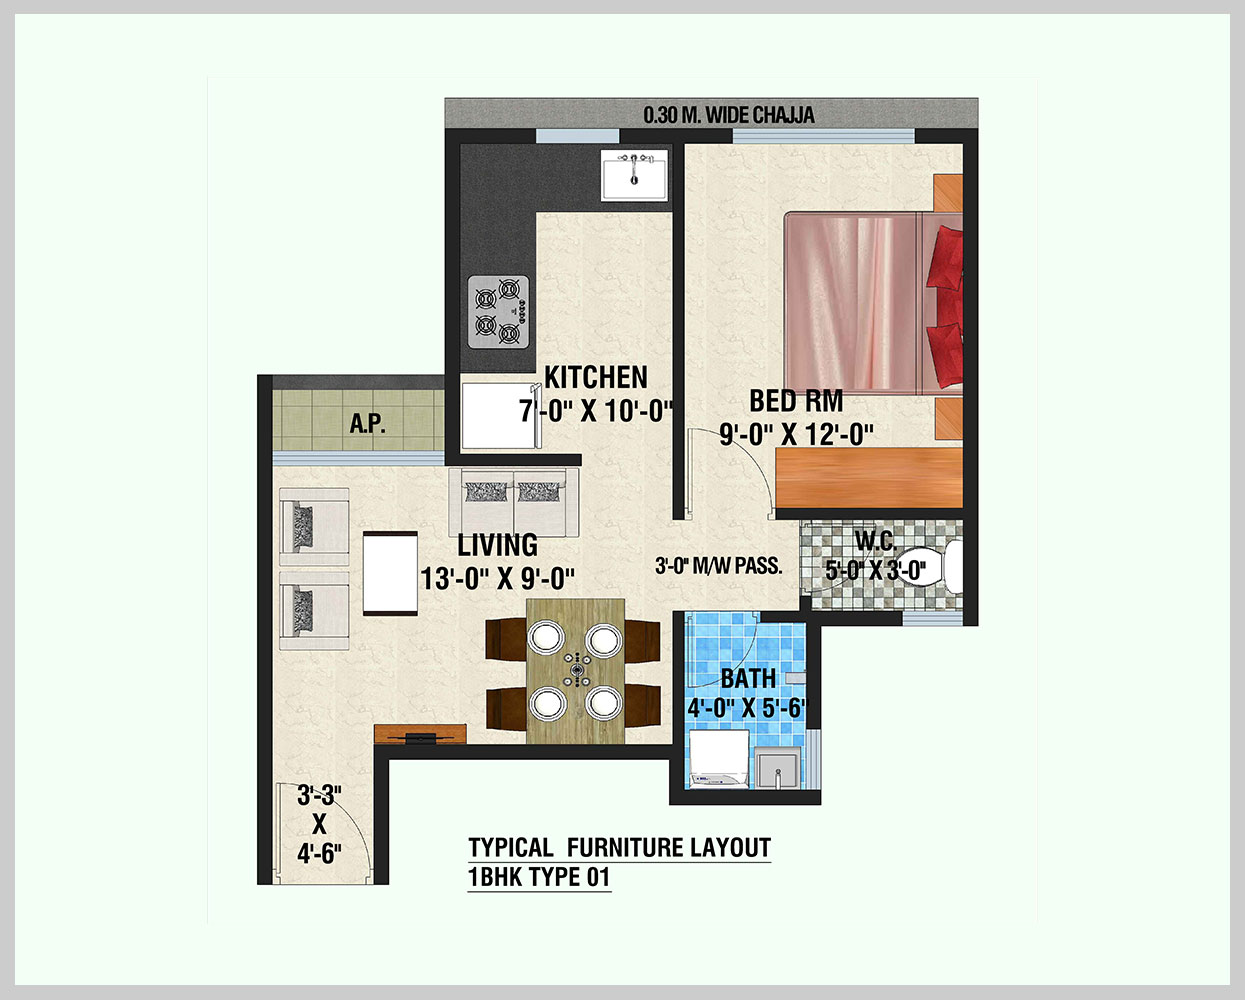 0.30 M. WIDE CHAJJA
KITCHEN
7'-0" X 10'-0"
BED RM
9'-0" X 12'-0"
A.P.
LIVING
13'-0" X 9'-0"
3'-0" M/W PASS.
W.C.
5'-0" X 3'-0"
BATH
4'-0" X 5'-6"
3'-3"
X
4'-6"
TYPICAL FURNITURE LAYOUT
1BHK TYPE 01